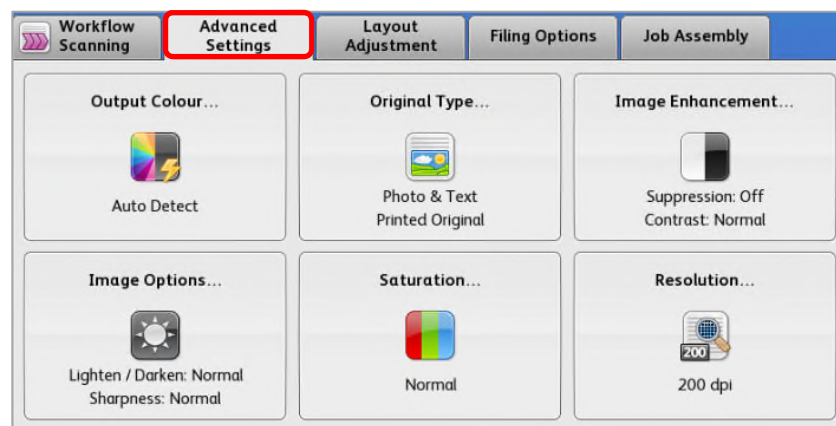 Workflow
Scanning
Advanced
Settings
Layout
Adjustment
Filing Options
Job Assembly
Output Colour...
Auto Detect
Original Type...
Photo & Text
Printed Original
Image Enhancement...
Suppression: Off
Contrast: Normal
Image Options...
Lighten / Darken: Normal
Sharpness: Normal
Saturation...
Normal
Resolution...
200
200 dpi